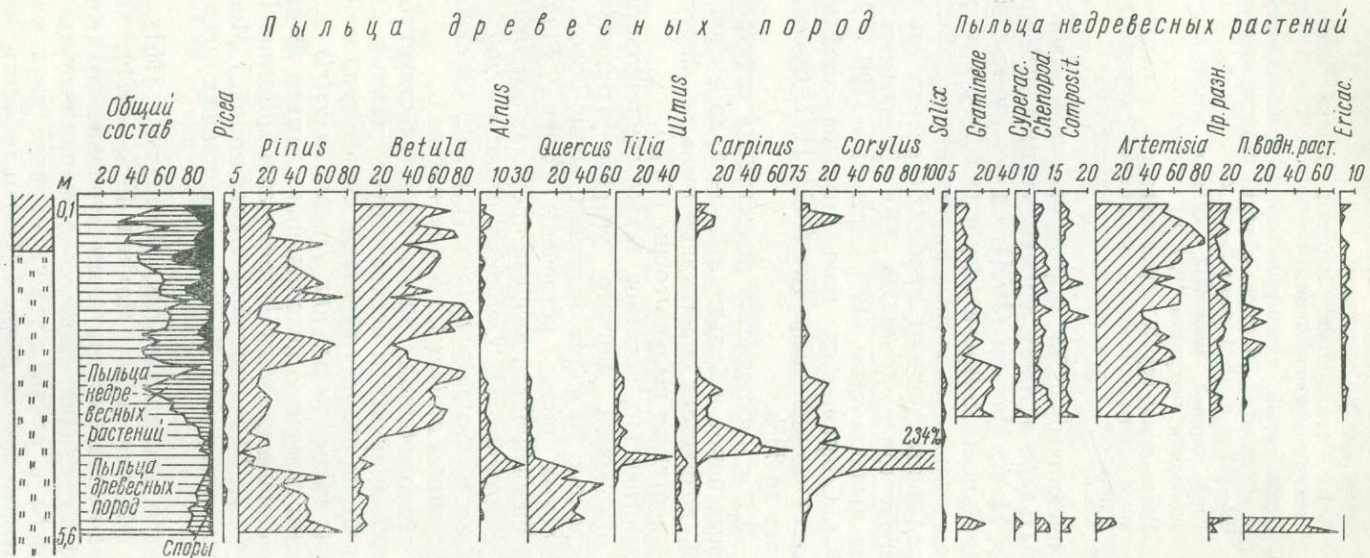 Пыльца древесных пород
Пыльца недревесных растений
Общий состав
Picea
Pinus
Betula
Alnus
Quercus
Tilia
Ulmus
Carpinus
Corylus
Salix
Gramineae
Cyperac.
Chenopod.
Composit.
Artemisia
Пр. разн.
П. водн. раст.
Ericac.
м
20 40 60 80
5
20 40 60 80
20 40 60 80
10 30
20 40
20 40
5
20 40 60 75
20 40 60 80 100
5
20 40
10
15
20
20 40 60 80
20
20 40 60
10
0,1
5,6
Пыльца
недре-
весных
растений
Пыльца
древесных
пород
Споры
234%